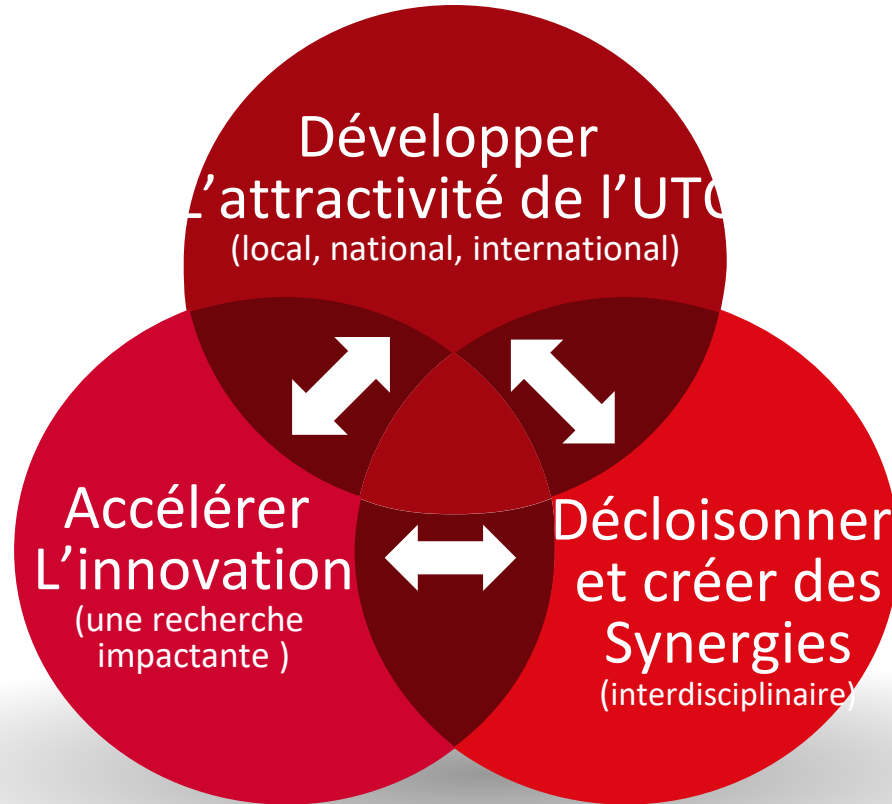 Développer
L'attractivité de l'UTC
(local, national, international)
Accélérer
L'innovation
(une recherche
impactante )
Décloisonner
et créer des
Synergies
(interdisciplinaire)